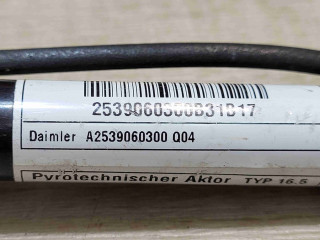 2539060300B31D17
Daimler A2539060300 Q04
Pyrotechnischer Aktor TYP 16.5